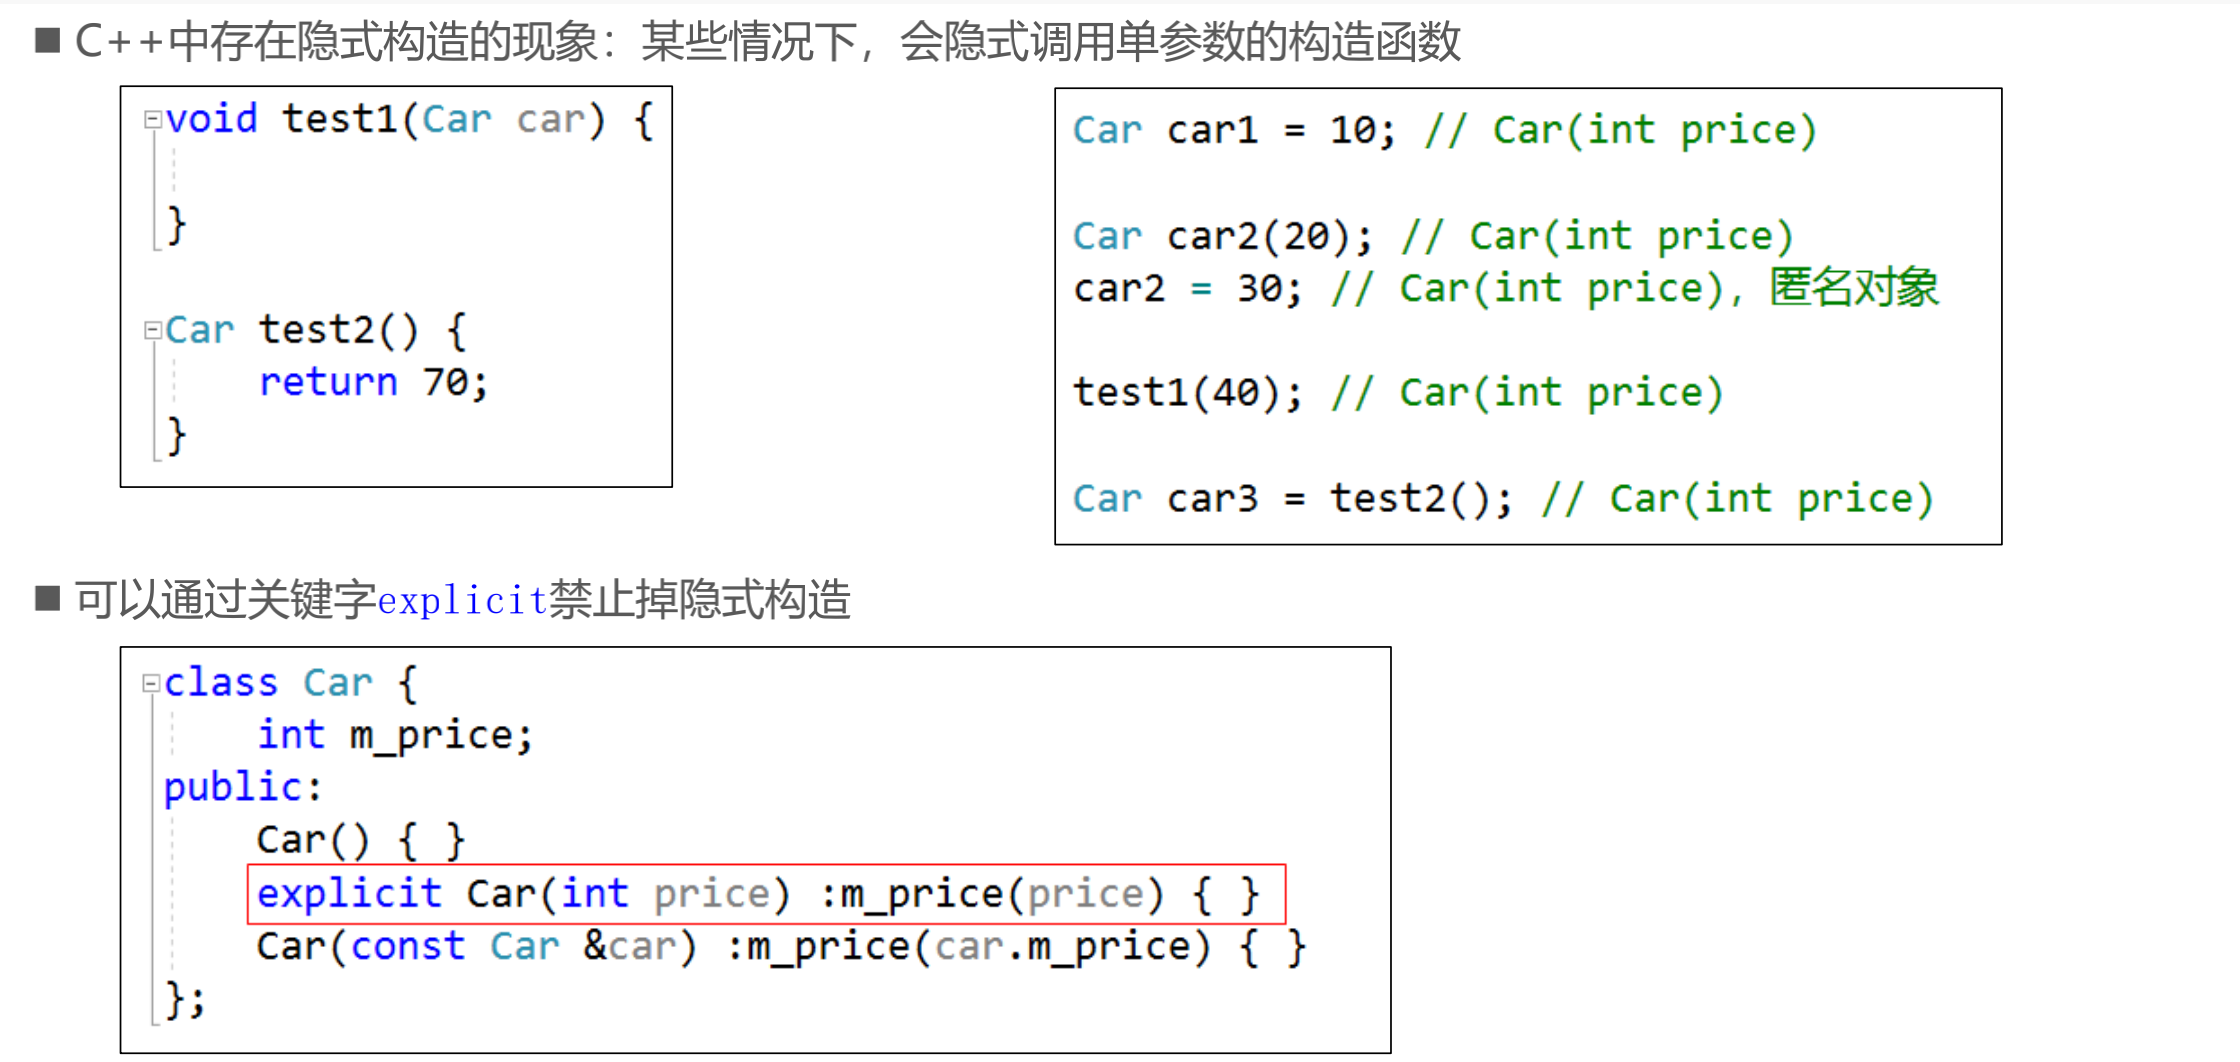 C++中存在隐式构造的现象：某些情况下，会隐式调用单参数的构造函数
void test1(Car car) {
}
Car test2() {
return 70;
}
Car car1 = 10; // Car(int price)
Car car2(20); // Car(int price)
car2 = 30; // Car(int price), 匿名对象
test1(40); // Car(int price)
Car car3 = test2(); // Car(int price)
可以通过关键字explicit禁止掉隐式构造
class Car {
int m_price;
public:
Car() { }
explicit Car(int price) :m_price(price) { }
Car(const Car &car) :m_price(car.m_price) { }
};